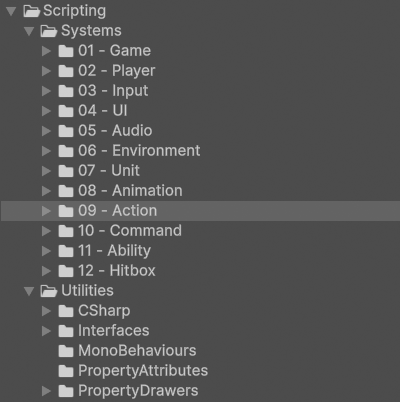 Scripting
Systems
01 - Game
02 - Player
03 - Input
04 - UI
05 - Audio
06 - Environment
07 - Unit
08 - Animation
09 - Action
10 - Command
11 - Ability
12 - Hitbox
Utilities
CSharp
Interfaces
MonoBehaviours
PropertyAttributes
PropertyDrawers